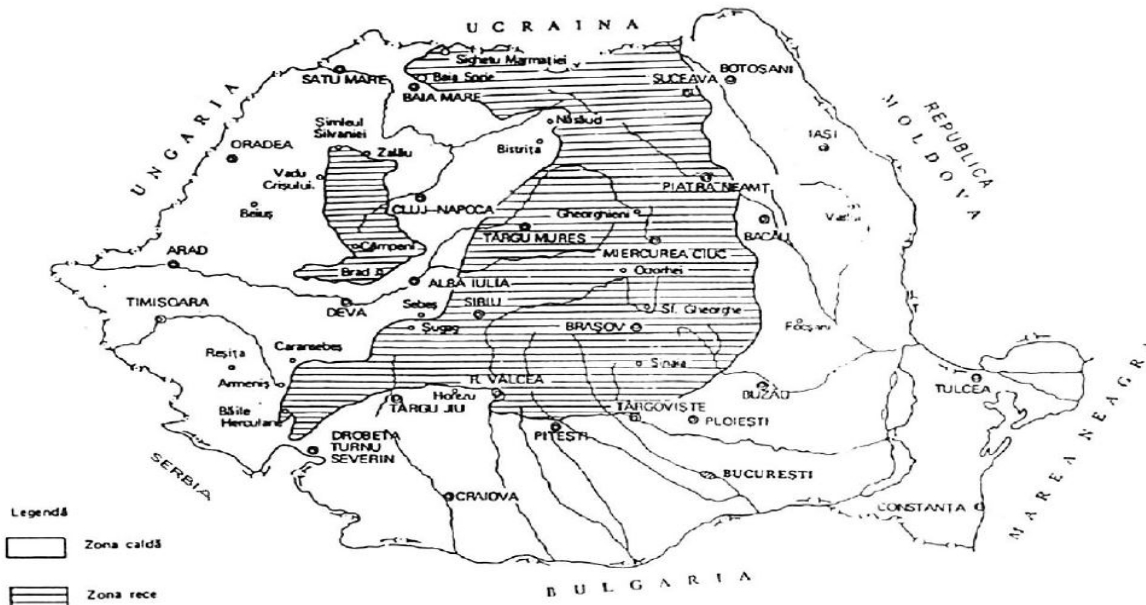 UCRAINA
Sighetu Marmației
SATU MARE
Baia Sprie
BAIA MARE
SUCEAVA
BOTOȘANI
UNGARIA
Șimleul
Silvaniei
Zalău
Năsăud
Bistrița
IAȘI
REPUBLICA
MOLDOVA
ORADEA
Vadu
Crișului
Beiuș
CLUJ-NAPOCA
Gheorghieni
PIATRA NEAMȚ
BACĂU
TÂRGU MUREȘ
ARAD
Câmpeni
MIERCUREA CIUC
Brad
ALBA IULIA
TIMIȘOARA
DEVA
Sebeș
SIBIU
Sf. Gheorghe
Șugag
BRAȘOV
Focșani
Reșița
Caransebeș
Sinaia
Armeniș
R. VÂLCEA
Horezu
TÂRGU JIU
BUZĂU
TULCEA
Băile
Herculane
TÂRGOVIȘTE
PLOIEȘTI
PITEȘTI
DROBETA
TURNU
SEVERIN
BUCUREȘTI
SERBIA
CRAIOVA
CONSTANȚA
MAREA NEAGRĂ
BULGARIA
Legendă
Zona caldă
Zona rece